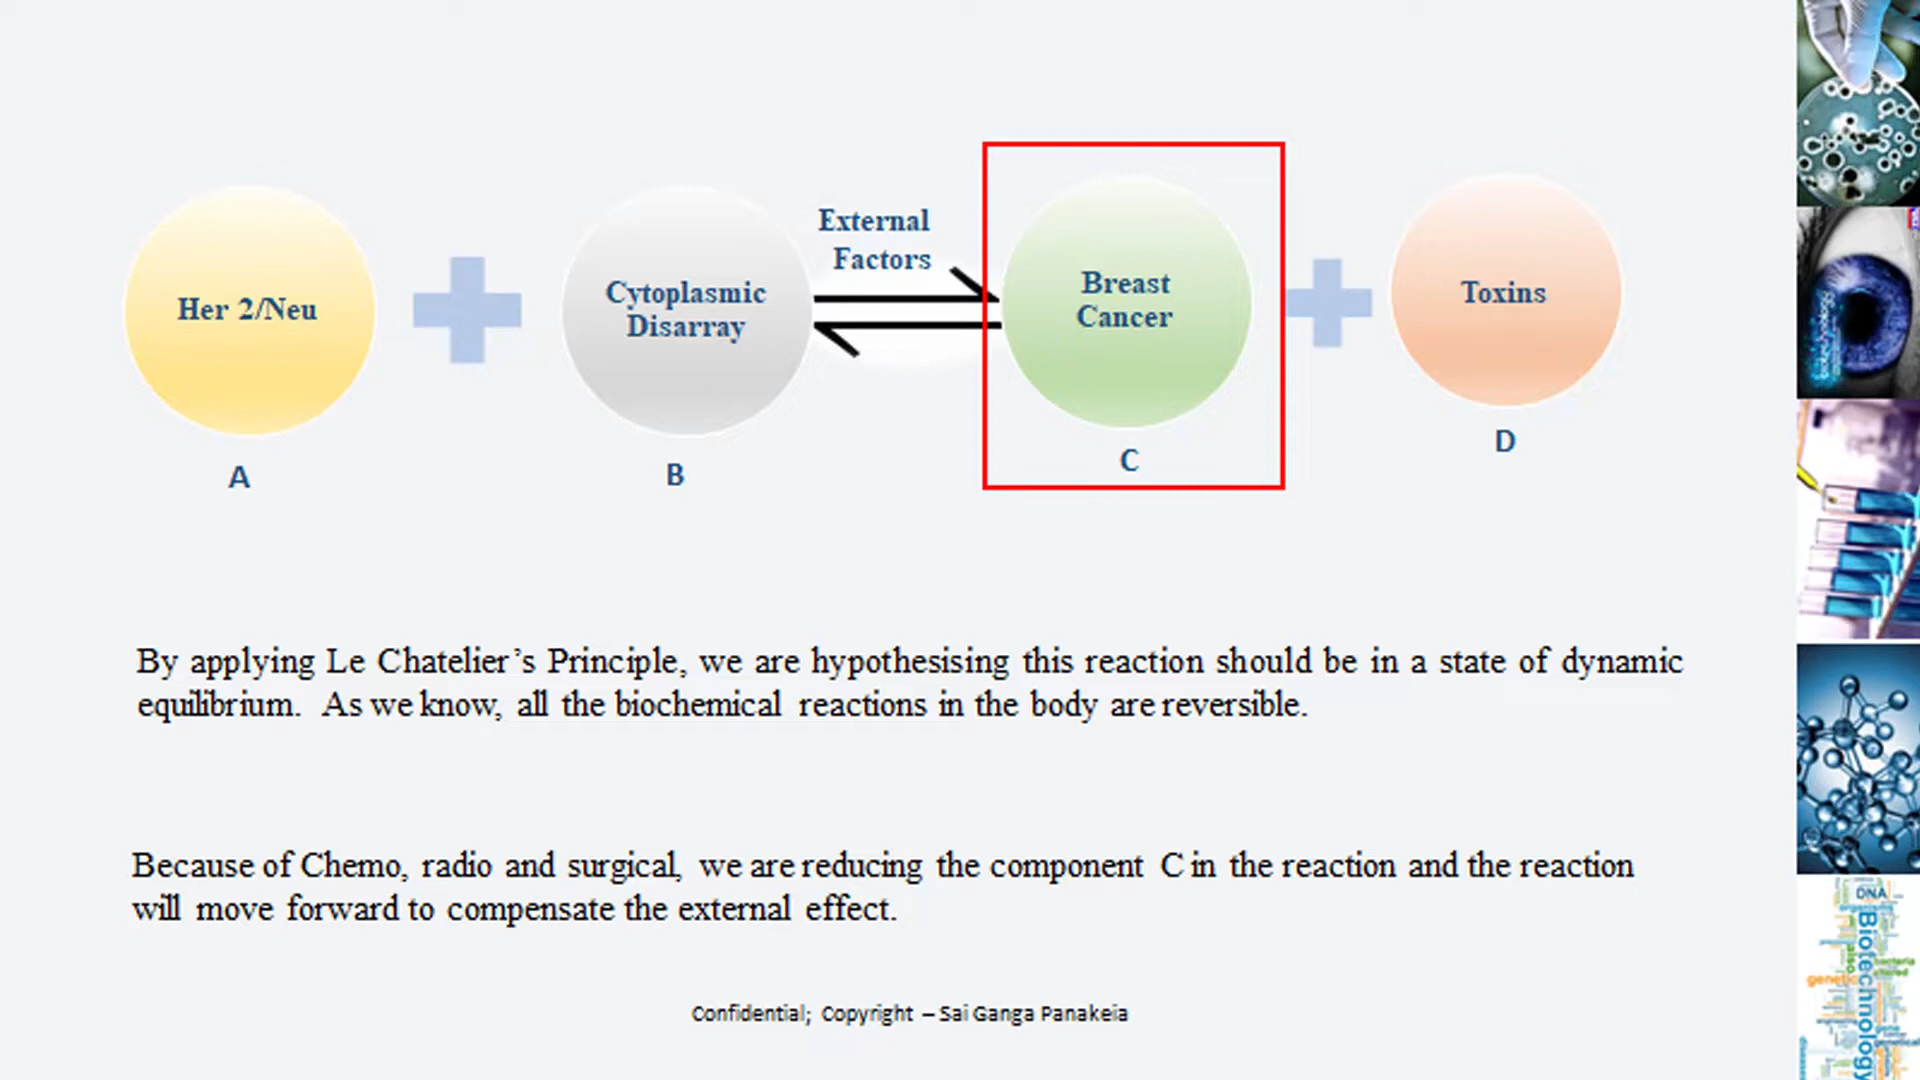 External
Factors
Her 2/Neu
Cytoplasmic
Disarray
Breast
Cancer
Toxins
A
B
C
D
By applying Le Chatelier’s Principle, we are hypothesising this reaction should be in a state of dynamic
equilibrium. As we know, all the biochemical reactions in the body are reversible.
Because of Chemo, radio and surgical, we are reducing the component C in the reaction and the reaction
will move forward to compensate the external effect.
Confidential; Copyright – Sai Ganga Panakeia
DNA
Biotechnology